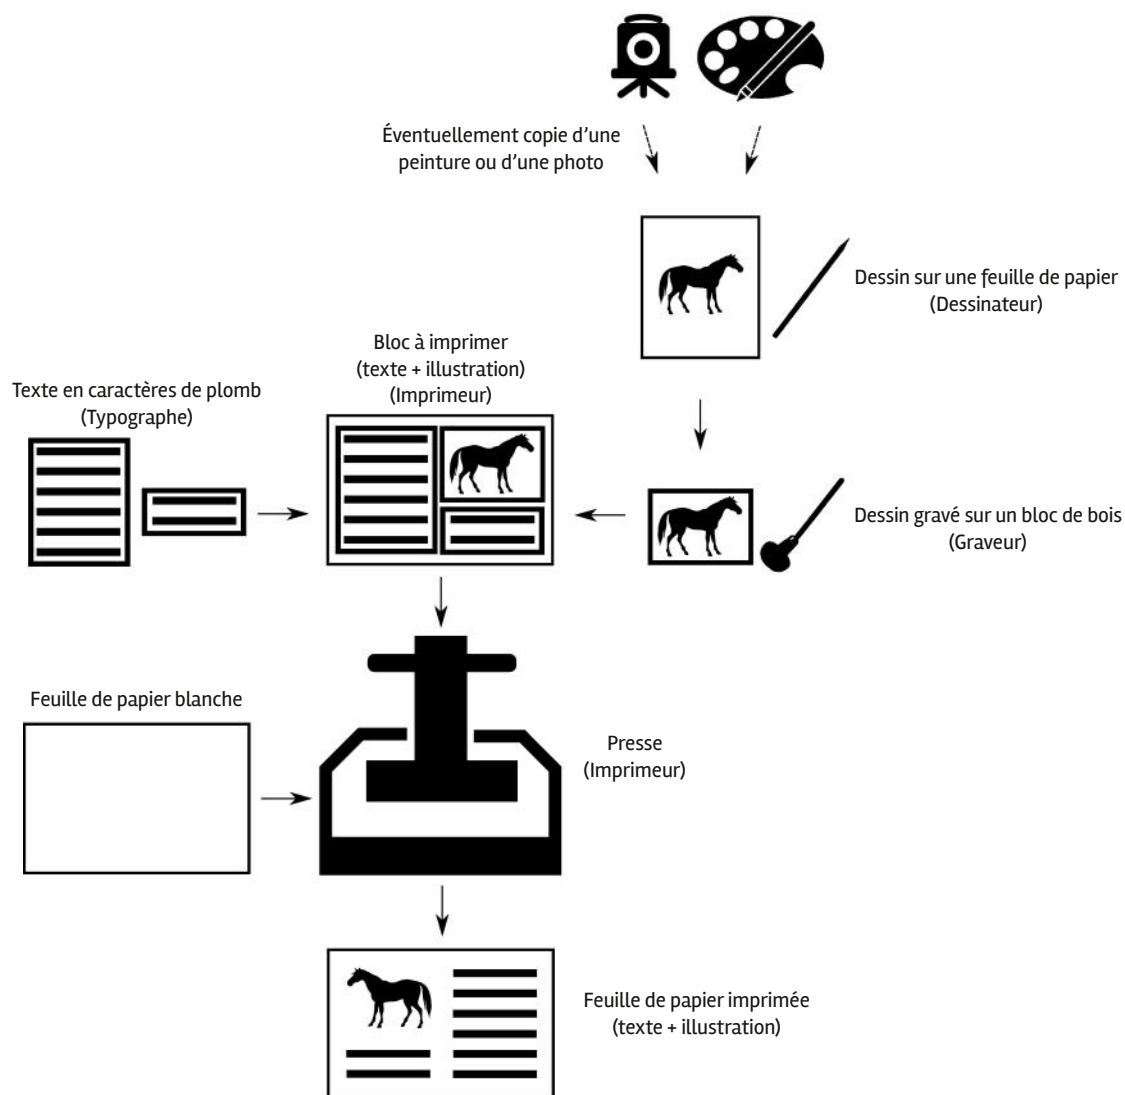 Éventuellement copie d’une
peinture ou d’une photo
Dessin sur une feuille de papier
(Dessinateur)
Bloc à imprimer
(texte + illustration)
(Imprimeur)
Texte en caractères de plomb
(Typographe)
Dessin gravé sur un bloc de bois
(Graveur)
Feuille de papier blanche
Presse
(Imprimeur)
Feuille de papier imprimée
(texte + illustration)